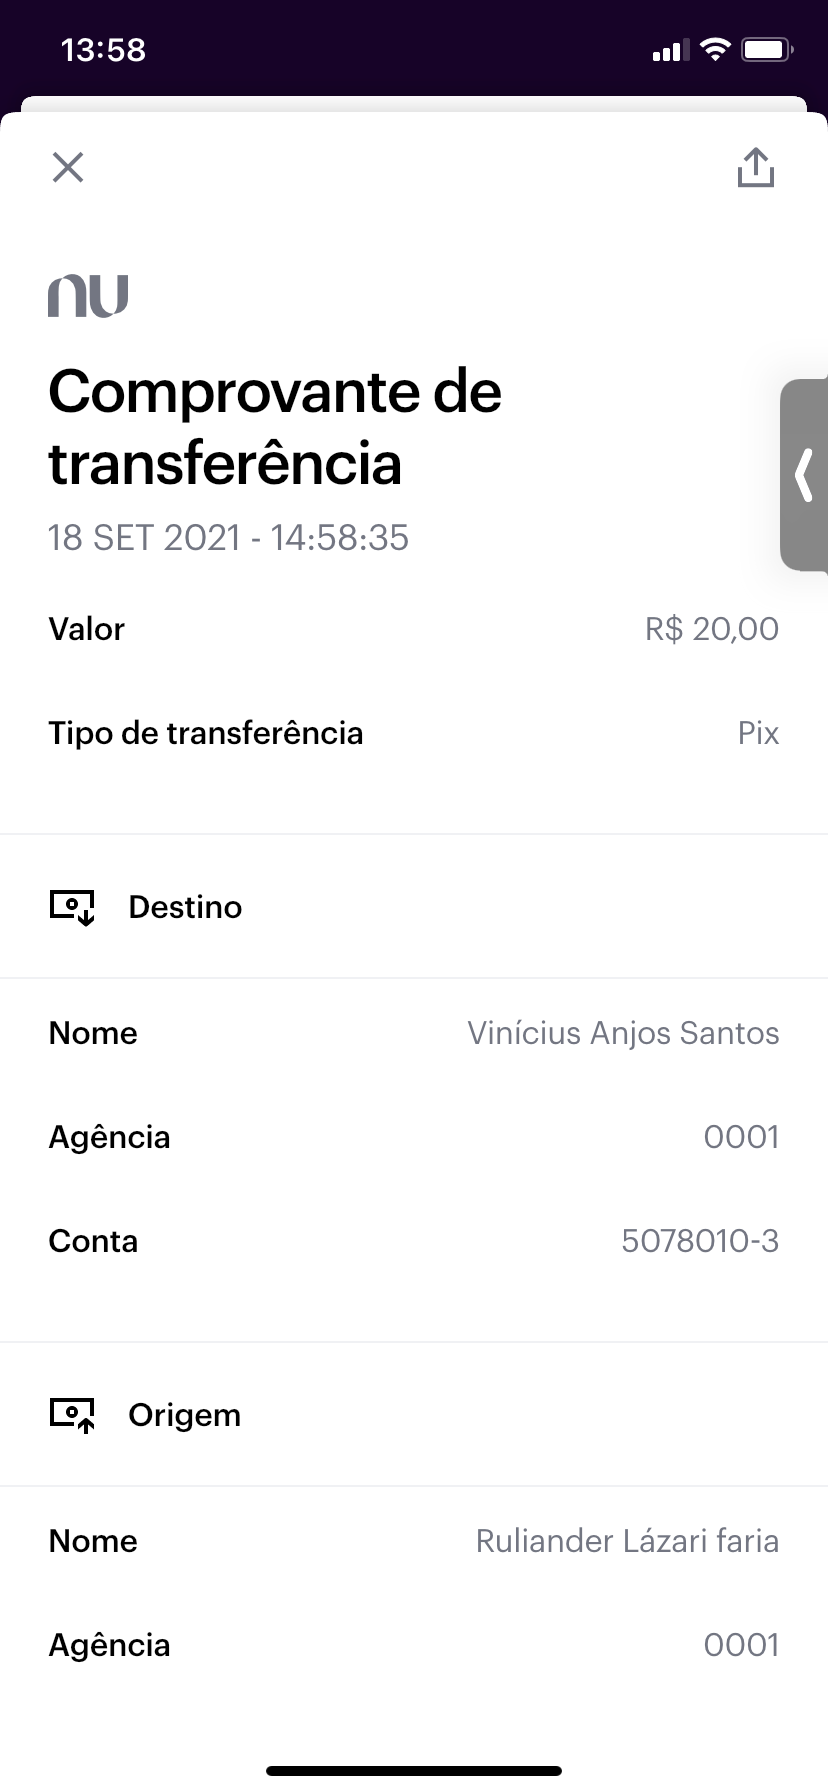 13:58
nu
Comprovante de
transferência
18 SET 2021 - 14:58:35
Valor R$ 20,00
Tipo de transferência Pix
Destino
Nome Vinícius Anjos Santos
Agência 0001
Conta 5078010-3
Origem
Nome Ruliander Lázari faria
Agência 0001